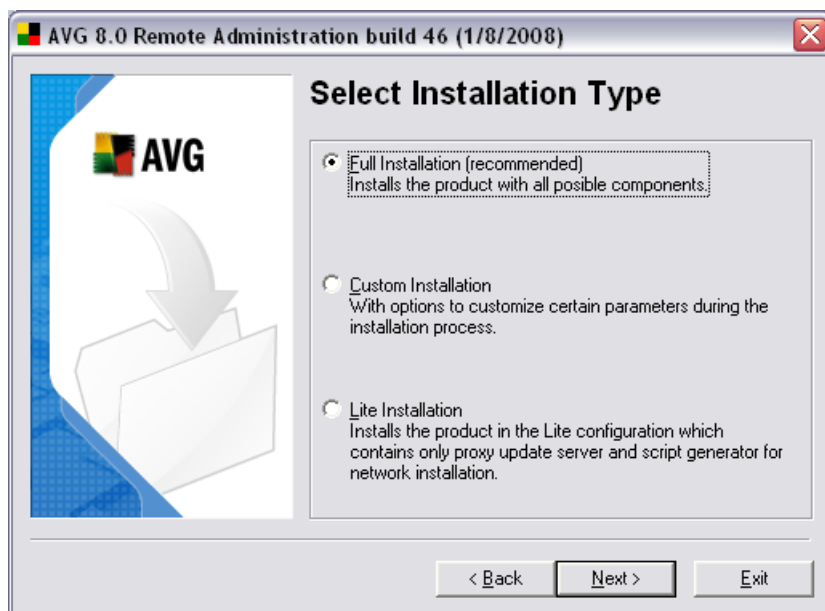 AVG 8.0 Remote Administration build 46 (1/8/2008)
AVG
Select Installation Type
Full Installation (recommended)
Installs the product with all posible components.
Custom Installation
With options to customize certain parameters during the
installation process.
Lite Installation
Installs the product in the Lite configuration which
contains only proxy update server and script generator for
network installation.
< Back
Next >
Exit